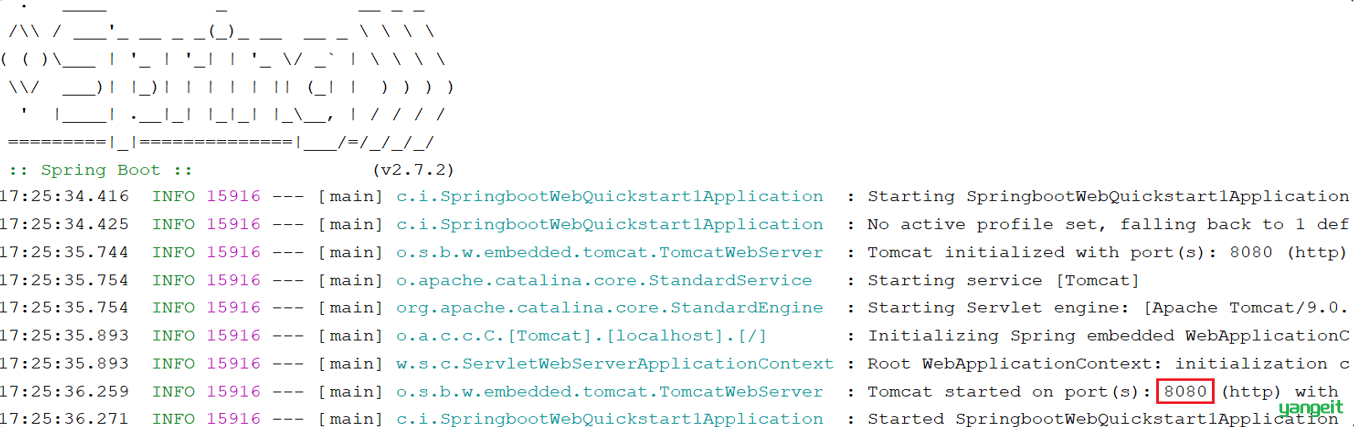 .   ____          _            __ _ _
 /\\ / ___'_ __ _ _(_)_ __  __ _ \ \ \ \
( ( )\___ | '_ | '_| | '_ \/ _` | \ \ \ \
 \\/  ___)| |_)| | | | | || (_| |  ) ) ) )
  '  |____| .__|_| |_|_| |_\__, | / / / /
 =========|_|==============|___/=/_/_/_/
 :: Spring Boot ::                (v2.7.2)
17:25:34.416  INFO 15916 --- [main] c.i.SpringbootWebQuickstart1Application  : Starting SpringbootWebQuickstart1Application
17:25:34.425  INFO 15916 --- [main] c.i.SpringbootWebQuickstart1Application  : No active profile set, falling back to 1 def
17:25:35.744  INFO 15916 --- [main] o.s.b.w.embedded.tomcat.TomcatWebServer  : Tomcat initialized with port(s): 8080 (http)
17:25:35.754  INFO 15916 --- [main] o.apache.catalina.core.StandardService   : Starting service [Tomcat]
17:25:35.754  INFO 15916 --- [main] org.apache.catalina.core.StandardEngine  : Starting Servlet engine: [Apache Tomcat/9.0.
17:25:35.893  INFO 15916 --- [main] o.a.c.c.C.[Tomcat].[localhost].[/]       : Initializing Spring embedded WebApplicationC
17:25:35.893  INFO 15916 --- [main] w.s.c.ServletWebServerApplicationContext : Root WebApplicationContext: initialization c
17:25:36.259  INFO 15916 --- [main] o.s.b.w.embedded.tomcat.TomcatWebServer  : Tomcat started on port(s): 8080 (http) with
17:25:36.271  INFO 15916 --- [main] c.i.SpringbootWebQuickstart1Application  : Started SpringbootWebQuickstart1Application
yangeit